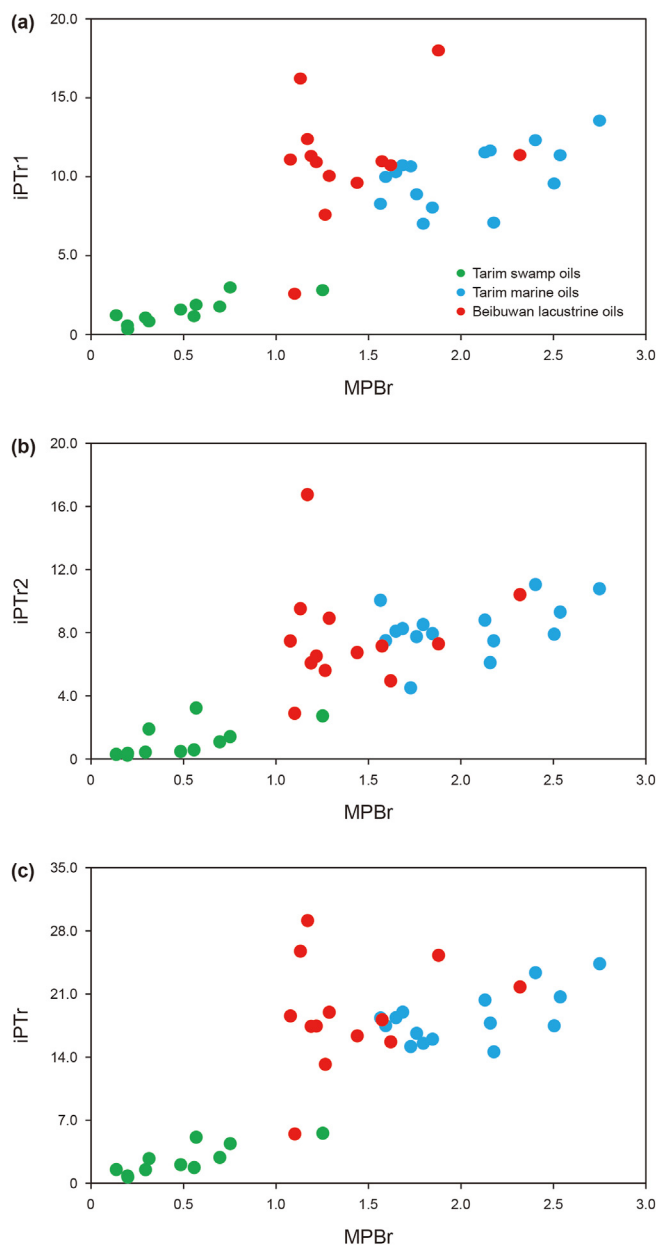 (a)
20.0
15.0
10.0
5.0
0
iPTr1
0 0.5 1.0 1.5 2.0 2.5 3.0
MPBr
Tarim swamp oils
Tarim marine oils
Beibuwan lacustrine oils
(b)
20.0
16.0
12.0
8.0
4.0
0
iPTr2
0 0.5 1.0 1.5 2.0 2.5 3.0
MPBr
(c)
35.0
28.0
21.0
14.0
7.0
0
iPTr
0 0.5 1.0 1.5 2.0 2.5 3.0
MPBr